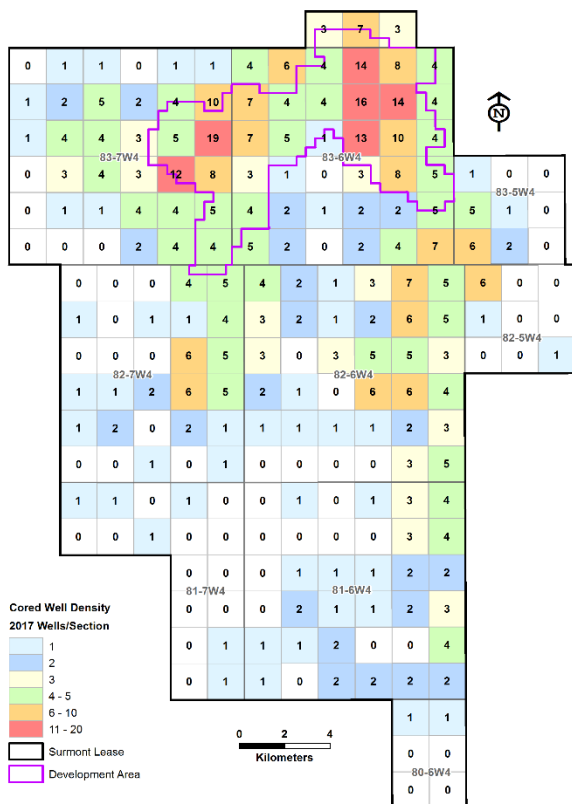 3 7 3
0 1 1 0 1 1 4 6 4 14 8 4
1 2 5 2 4 10 7 4 4 16 14 4
N
1 4 4 3 5 19 7 5 1 13 10 4
83-7W4 83-6W4
0 3 4 3 12 8 3 1 0 3 6 5 1 0 0
83-5W4
0 1 1 4 4 5 4 2 1 2 2 5 5 1 0
0 0 0 2 4 4 5 2 0 2 4 7 6 2 0
0 0 0 4 5 4 2 1 3 7 5 6 0 0
1 0 1 1 4 3 2 1 2 6 5 1 0 0
82-5W4
0 0 0 6 5 3 0 3 5 5 3 0 0 1
82-7W4 82-6W4
1 1 2 6 5 2 1 0 6 6 4
1 2 0 2 1 1 1 1 1 2 3
0 0 1 0 1 0 0 0 0 3 5
1 1 0 1 0 0 1 0 1 3 4
0 0 1 0 0 0 0 0 0 3 4
0 0 0 1 1 1 2 2
81-7W4 81-6W4
0 0 0 2 1 1 2 3
0 1 1 1 2 0 0 4
0 1 1 0 2 2 2 2
1 1
0 0
80-6W4
0 0
Cored Well Density
2017 Wells/Section
1
2
3
4 - 5
6 - 10
11 - 20
Surmont Lease
Development Area
0 2 4
Kilometers